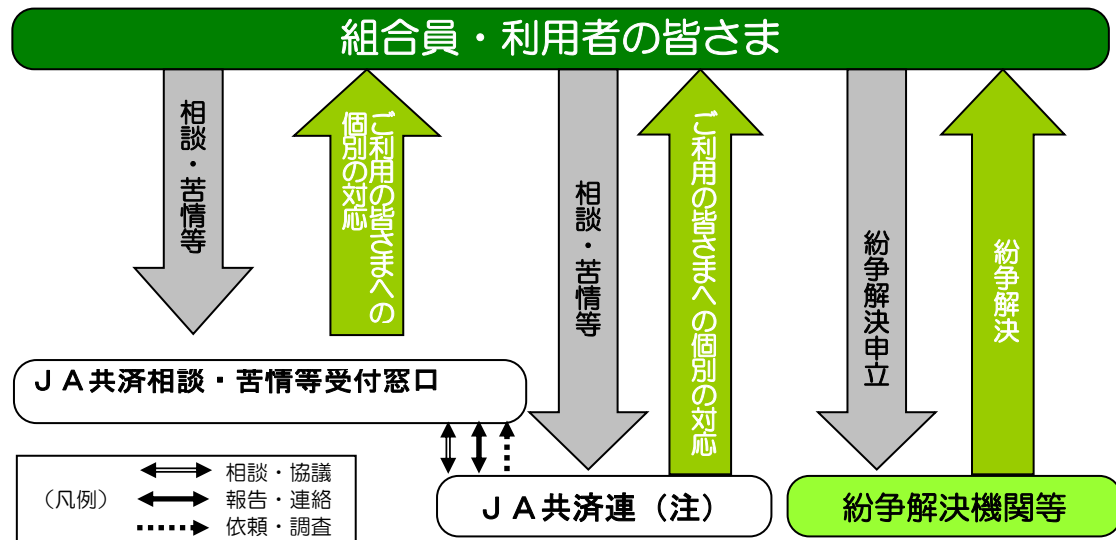 組合員・利用者の皆さま
相談・苦情等
ご利用の皆さまへの
個別の対応
相談・苦情等
ご利用の皆さまへの個別の対応
紛争解決申立
紛争解決
ＪＡ共済相談・苦情等受付窓口
（凡例）
相談・協議
報告・連絡
依頼・調査
ＪＡ共済連（注）
紛争解決機関等